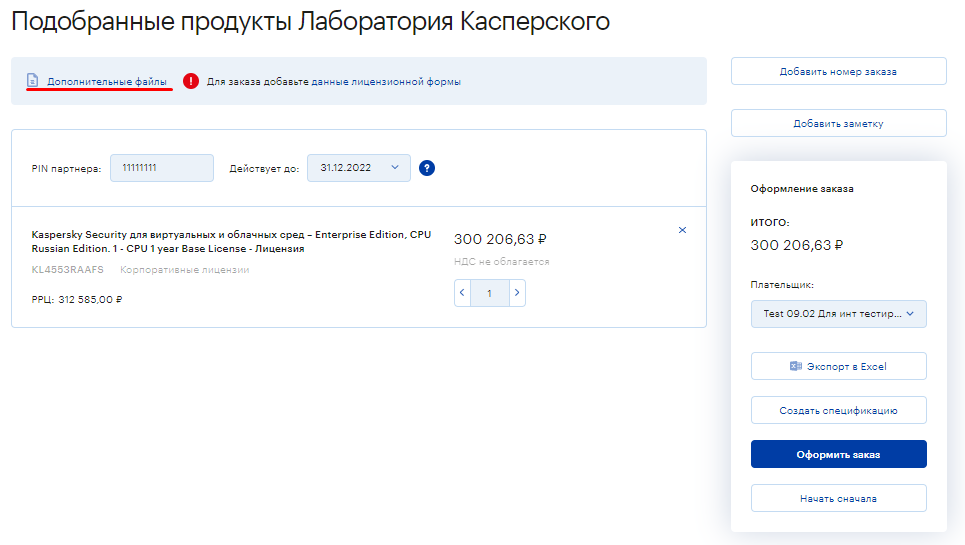 Подобранные продукты Лаборатория Касперского
Дополнительные файлы
! Для заказа добавьте данные лицензионной формы
Добавить номер заказа
Добавить заметку
PIN партнера: 11111111 Действует до: 31.12.2022 ?
Kaspersky Security для виртуальных и облачных сред – Enterprise Edition, CPU
Russian Edition. 1 - CPU 1 year Base License - Лицензия
KL4553RAAFS Корпоративные лицензии
РРЦ: 312 585,00 ₽
300 206,63 ₽
НДС не облагается
1
Оформление заказа
ИТОГО:
300 206,63 ₽
Плательщик:
Test 09.02 Для инт тестир...
Экспорт в Excel
Создать спецификацию
Оформить заказ
Начать сначала